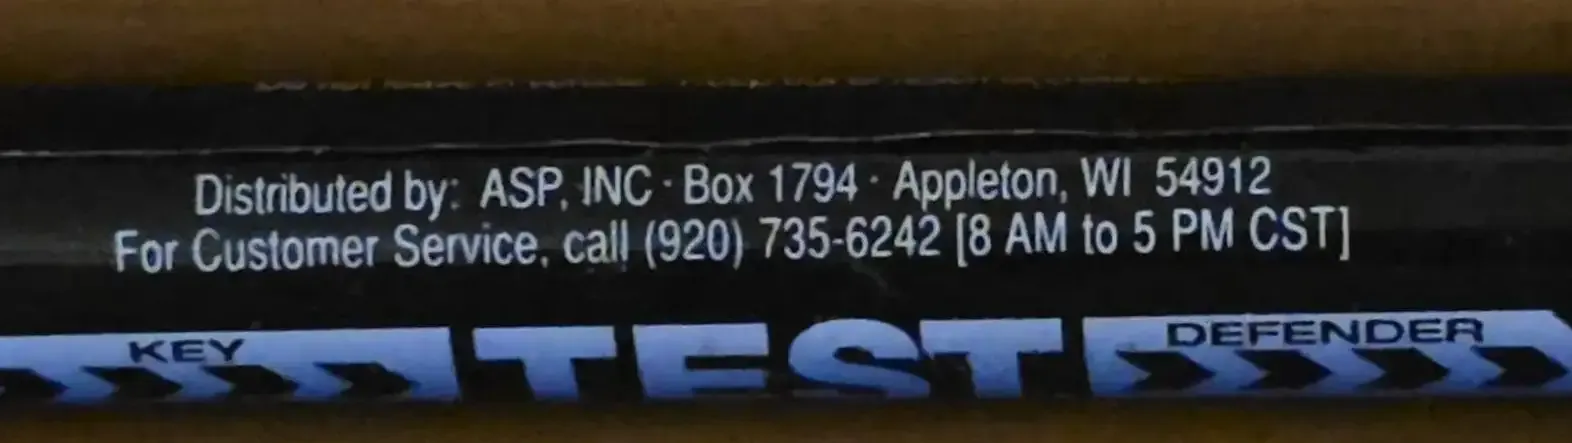 Distributed by: ASP, INC · Box 1794 · Appleton, WI 54912
For Customer Service, call (920) 735-6242 [8 AM to 5 PM CST]
KEY TEST DEFENDER